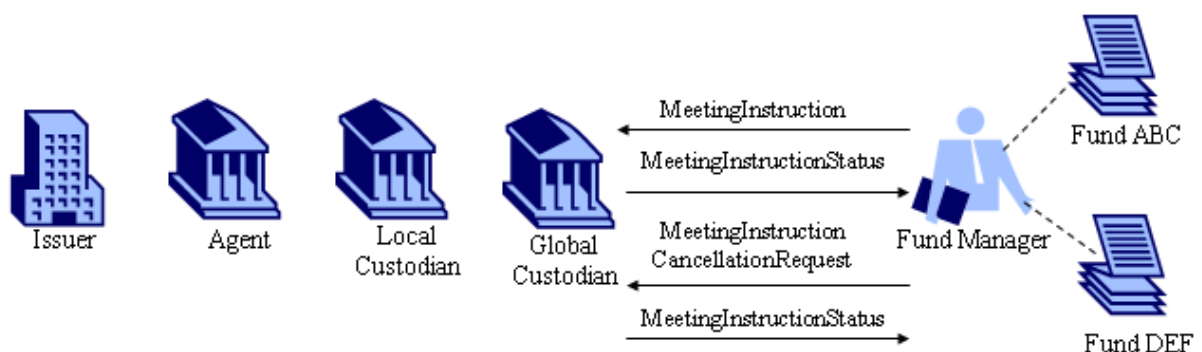 MeetingInstruction
MeetingInstructionStatus
MeetingInstruction
CancellationRequest
MeetingInstructionStatus
Issuer
Agent
Local
Custodian
Global
Custodian
Fund Manager
Fund ABC
Fund DEF